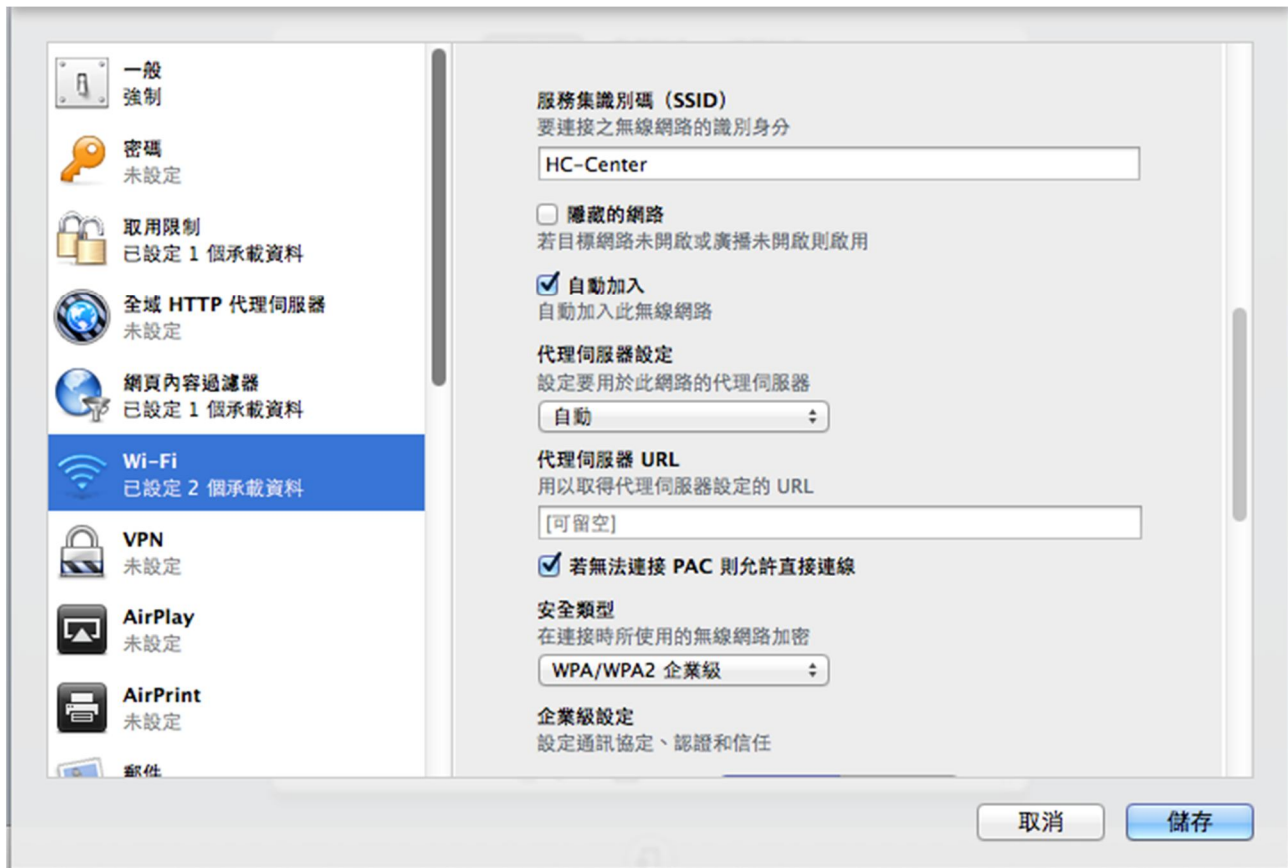 一般
強制
密碼
未設定
取用限制
已設定 1 個承載資料
全域 HTTP 代理伺服器
未設定
網頁內容過濾器
已設定 1 個承載資料
Wi-Fi
已設定 2 個承載資料
VPN
未設定
AirPlay
未設定
AirPrint
未設定
郵件
服務集識別碼（SSID）
要連接之無線網路的識別身分
HC-Center
隱藏的網路
若目標網路未開啟或廣播未開啟則啟用
自動加入
自動加入此無線網路
代理伺服器設定
設定要用於此網路的代理伺服器
自動
代理伺服器 URL
用以取得代理伺服器設定的 URL
[可留空]
若無法連接 PAC 則允許直接連線
安全類型
在連接時所使用的無線網路加密
WPA/WPA2 企業級
企業級設定
設定通訊協定、認證和信任
取消
儲存